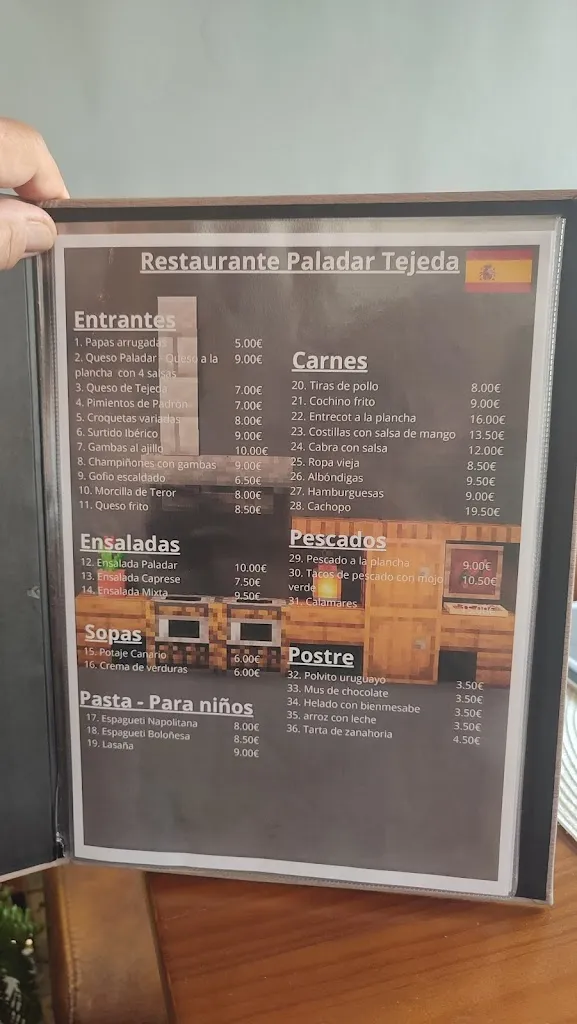 Restaurante Paladar Tejeda
Entrantes
1. Papas arrugadas 5.00€
2. Queso Paladar - Queso a la 9.00€
plancha con 4 salsas
3. Queso de Tejeda 7.00€
4. Pimientos de Padrón 7.00€
5. Croquetas variadas 8.00€
6. Surtido Ibérico 9.00€
7. Gambas al ajillo 10.00€
8. Champiñones con gambas 9.00€
9. Gofio escaldado 6.50€
10. Morcilla de Teror 8.00€
11. Queso frito 8.50€
Ensaladas
12. Ensalada Paladar 10.00€
13. Ensalada Caprese 7.50€
14. Ensalada Mixta 9.50€
Sopas
15. Potaje Canario 6.00€
16. Crema de verduras 6.00€
Pasta - Para niños
17. Espagueti Napolitana 8.00€
18. Espagueti Boloñesa 8.50€
19. Lasaña 9.00€
Carnes
20. Tiras de pollo 8.00€
21. Cochino frito 9.00€
22. Entrecot a la plancha 16.00€
23. Costillas con salsa de mango 13.50€
24. Cabra con salsa 12.00€
25. Ropa vieja 8.50€
26. Albóndigas 9.50€
27. Hamburguesas 9.00€
28. Cachopo 19.50€
Pescados
29. Pescado a la plancha 9.00€
30. Tacos de pescado con mojo 10.50€
verde
31. Calamares
Postre
32. Polvito uruguayo 3.50€
33. Mus de chocolate 3.50€
34. Helado con bienmesabe 3.50€
35. arroz con leche 3.50€
36. Tarta de zanahoria 4.50€